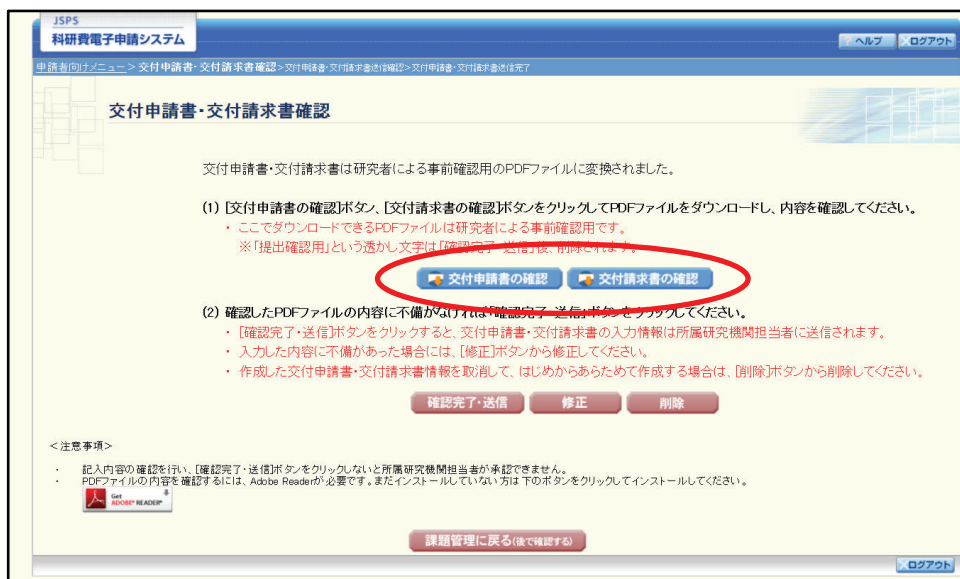 JSPS
科研費電子申請システム
ヘルプ ログアウト
申請者向けメニュー>交付申請書・交付請求書確認>交付申請書・交付請求書送信確認>交付申請書・交付請求書送信完了
交付申請書・交付請求書確認
交付申請書・交付請求書は研究者による事前確認用のPDFファイルに変換されました。
(1) [交付申請書の確認]ボタン、[交付請求書の確認]ボタンをクリックしてPDFファイルをダウンロードし、内容を確認してください。
・ ここでダウンロードできるPDFファイルは研究者による事前確認用です。
※「提出確認用」という透かし文字は「確認完了・送信」後、削除されます。
交付申請書の確認 交付請求書の確認
(2) 確認したPDFファイルの内容に不備がなければ「確認完了・送信」ボタンをクリックしてください。
・ [確認完了・送信]ボタンをクリックすると、交付申請書・交付請求書の入力情報は所属研究機関担当者に送信されます。
・ 入力した内容に不備があった場合には、[修正]ボタンから修正してください。
・ 作成した交付申請書・交付請求書情報を取消して、はじめからあらためて作成する場合は、[削除]ボタンから削除してください。
確認完了・送信 修正 削除
<注意事項>
・ 記入内容の確認を行い、[確認完了・送信]ボタンをクリックしないと所属研究機関担当者が承認できません。
・ PDFファイルの内容を確認するには、Adobe Readerが必要です。まだインストールしていない方は下のボタンをクリックしてインストールしてください。
Get
ADOBE® READER®
課題管理に戻る(後で確認する)
ログアウト